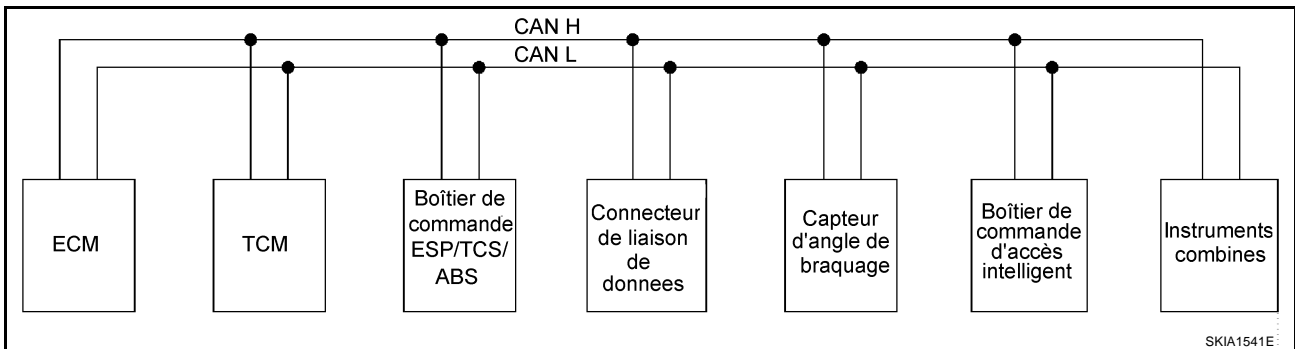 CAN H
CAN L
ECM
TCM
Boîtier de
commande
ESP/TCS/
ABS
Connecteur
de liaison
de
donnees
Capteur
d'angle de
braquage
Boîtier de
commande
d'accès
intelligent
Instruments
combines
SKIA1541E